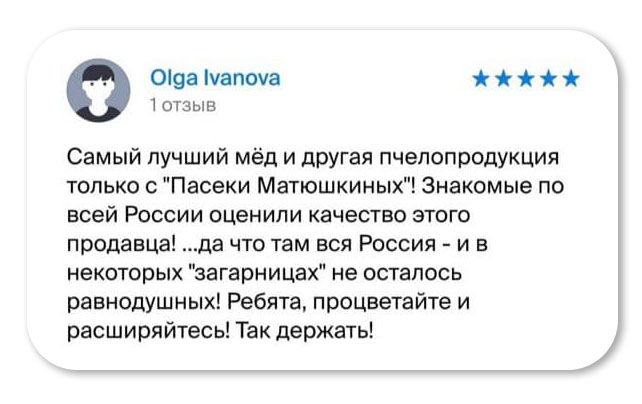 Olga Ivanova
★★★★★
1 отзыв
Самый лучший мёд и другая пчелопродукция
только с "Пасеки Матюшкиных"! Знакомые по
всей России оценили качество этого
продавца! ...да что там вся Россия - и в
некоторых "загарницах" не осталось
равнодушных! Ребята, процветайте и
расширяйтесь! Так держать!